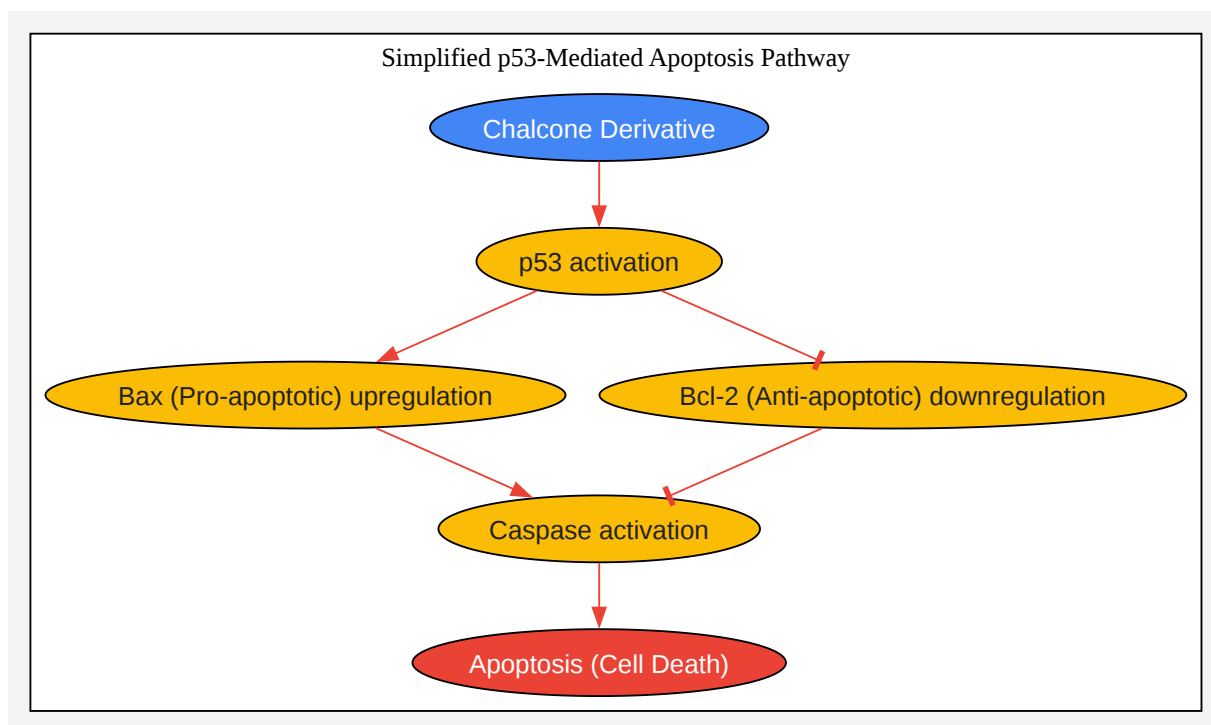 Simplified p53-Mediated Apoptosis Pathway
Chalcone Derivative
p53 activation
Bax (Pro-apoptotic) upregulation
Bcl-2 (Anti-apoptotic) downregulation
Caspase activation
Apoptosis (Cell Death)